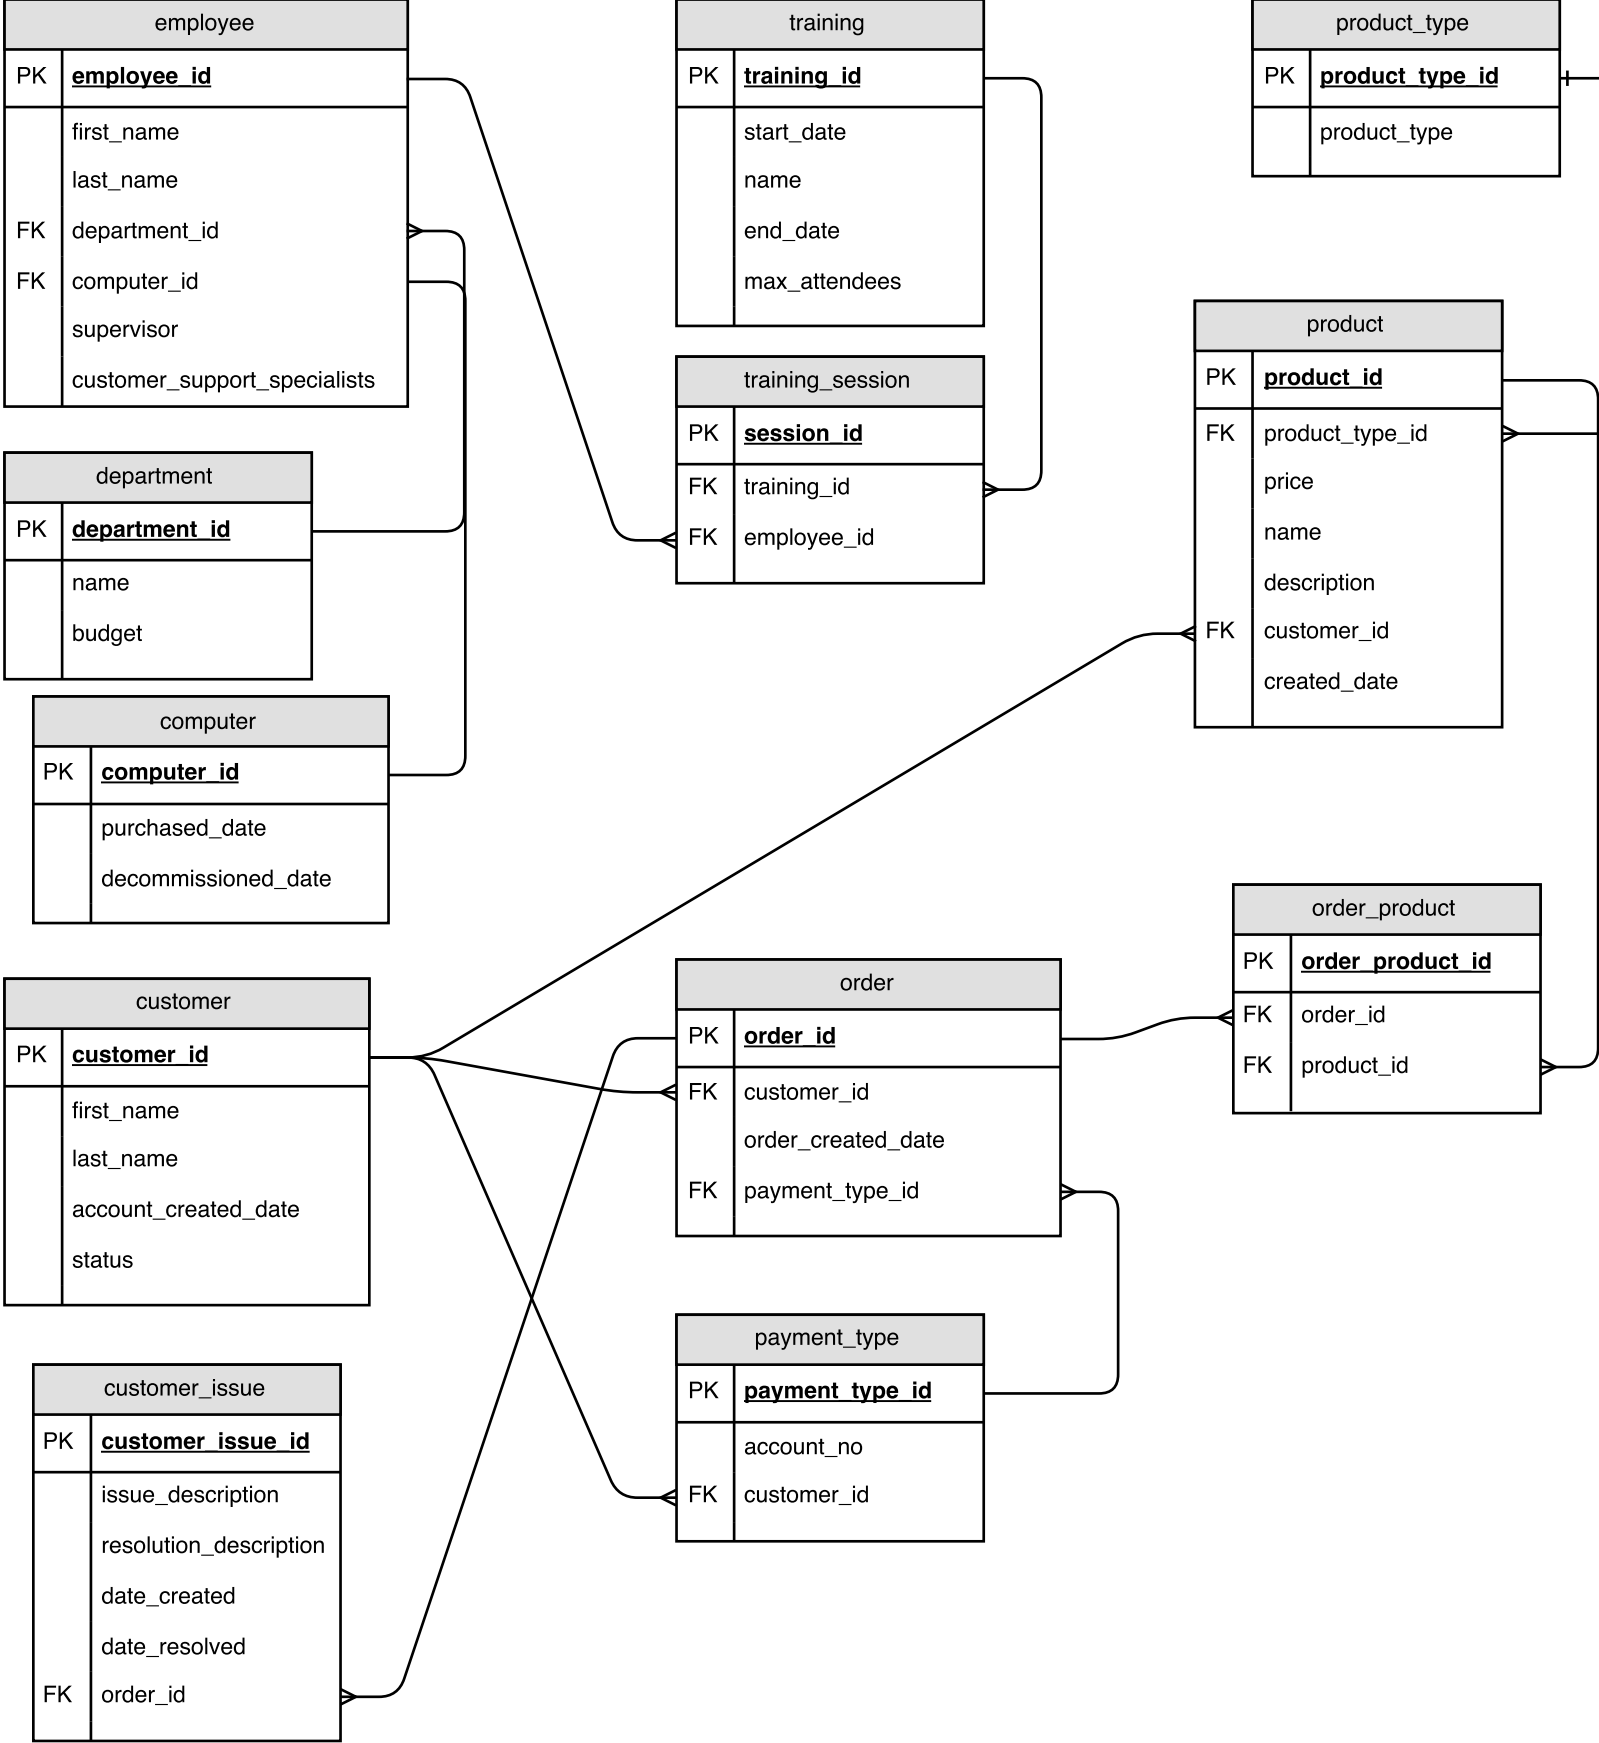 employee
PK employee_id
first_name
last_name
FK department_id
FK computer_id
supervisor
customer_support_specialists
department
PK department_id
name
budget
computer
PK computer_id
purchased_date
decommissioned_date
customer
PK customer_id
first_name
last_name
account_created_date
status
customer_issue
PK customer_issue_id
issue_description
resolution_description
date_created
date_resolved
FK order_id
training
PK training_id
start_date
name
end_date
max_attendees
training_session
PK session_id
FK training_id
FK employee_id
order
PK order_id
FK customer_id
order_created_date
FK payment_type_id
payment_type
PK payment_type_id
account_no
FK customer_id
product_type
PK product_type_id
product_type
product
PK product_id
FK product_type_id
price
name
description
FK customer_id
created_date
order_product
PK order_product_id
FK order_id
FK product_id